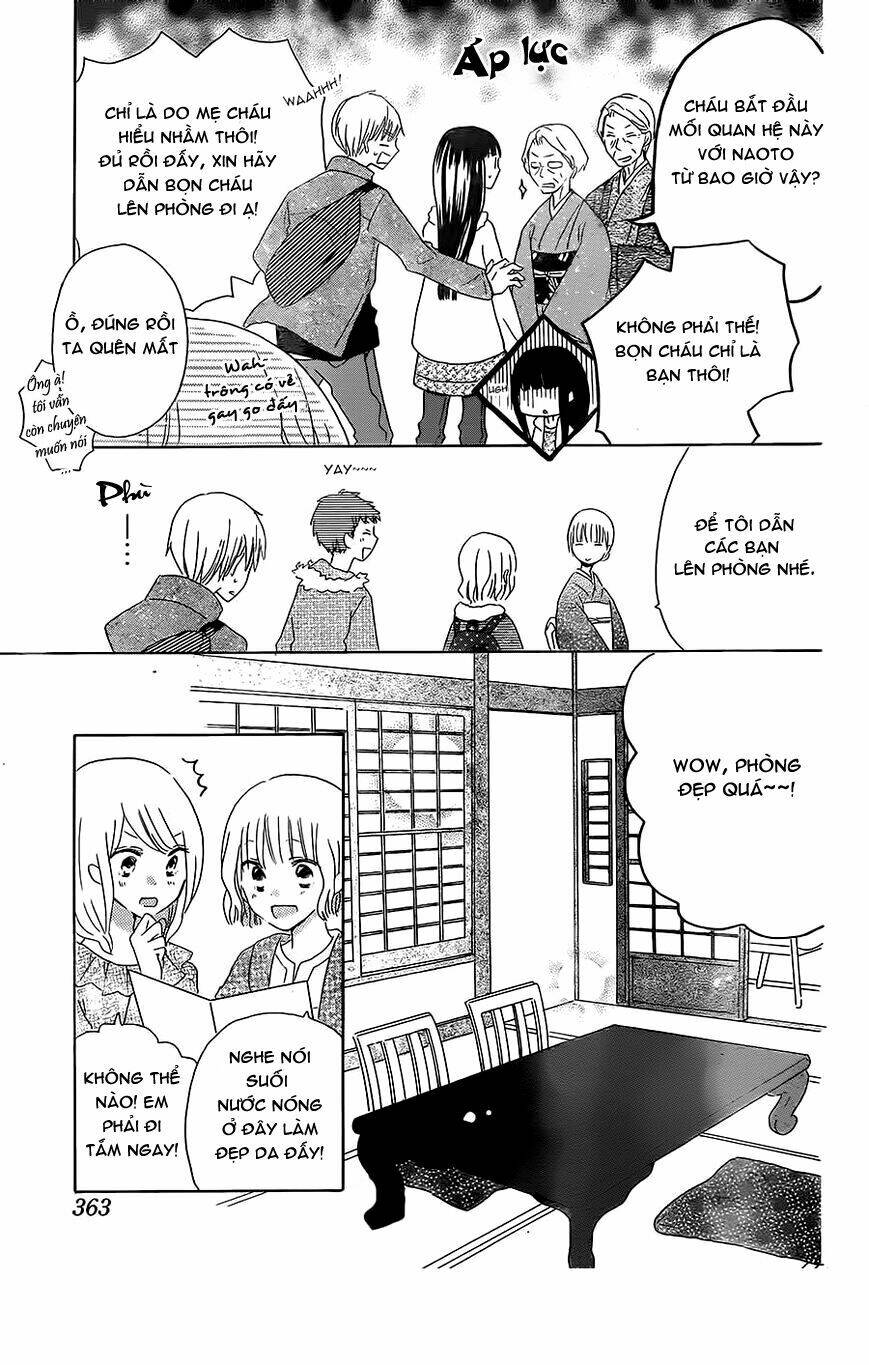 Áp lực
CHÁU BẮT ĐẦU
MỐI QUAN HỆ NÀY
VỚI NAOTO
TỪ BAO GIỜ VẬY?
WAAHHH!
CHỈ LÀ DO MẸ CHÁU
HIỂU NHẦM THÔI!
ĐỦ RỒI ĐẤY, XIN HÃY
DẪN BỌN CHÁU
LÊN PHÒNG ĐI Ạ!
KHÔNG PHẢI THẾ!
BỌN CHÁU CHỈ LÀ
BẠN THÔI!
UGH
Ồ, ĐÚNG RỒI
TA QUÊN MẤT
Wah
trông có vẻ
gay go đấy
Ông à!
tôi vẫn
còn chuyện
muốn nói
...
ĐỂ TÔI DẪN
CÁC BẠN
LÊN PHÒNG NHÉ.
YAY~~~~
Phù
WOW, PHÒNG
ĐẸP QUÁ~~!
NGHE NÓI
SUỐI
NƯỚC NÓNG
Ở ĐÂY LÀM
ĐẸP DA ĐẤY!
KHÔNG THỂ
NÀO! EM
PHẢI ĐI
TẮM NGAY!
363